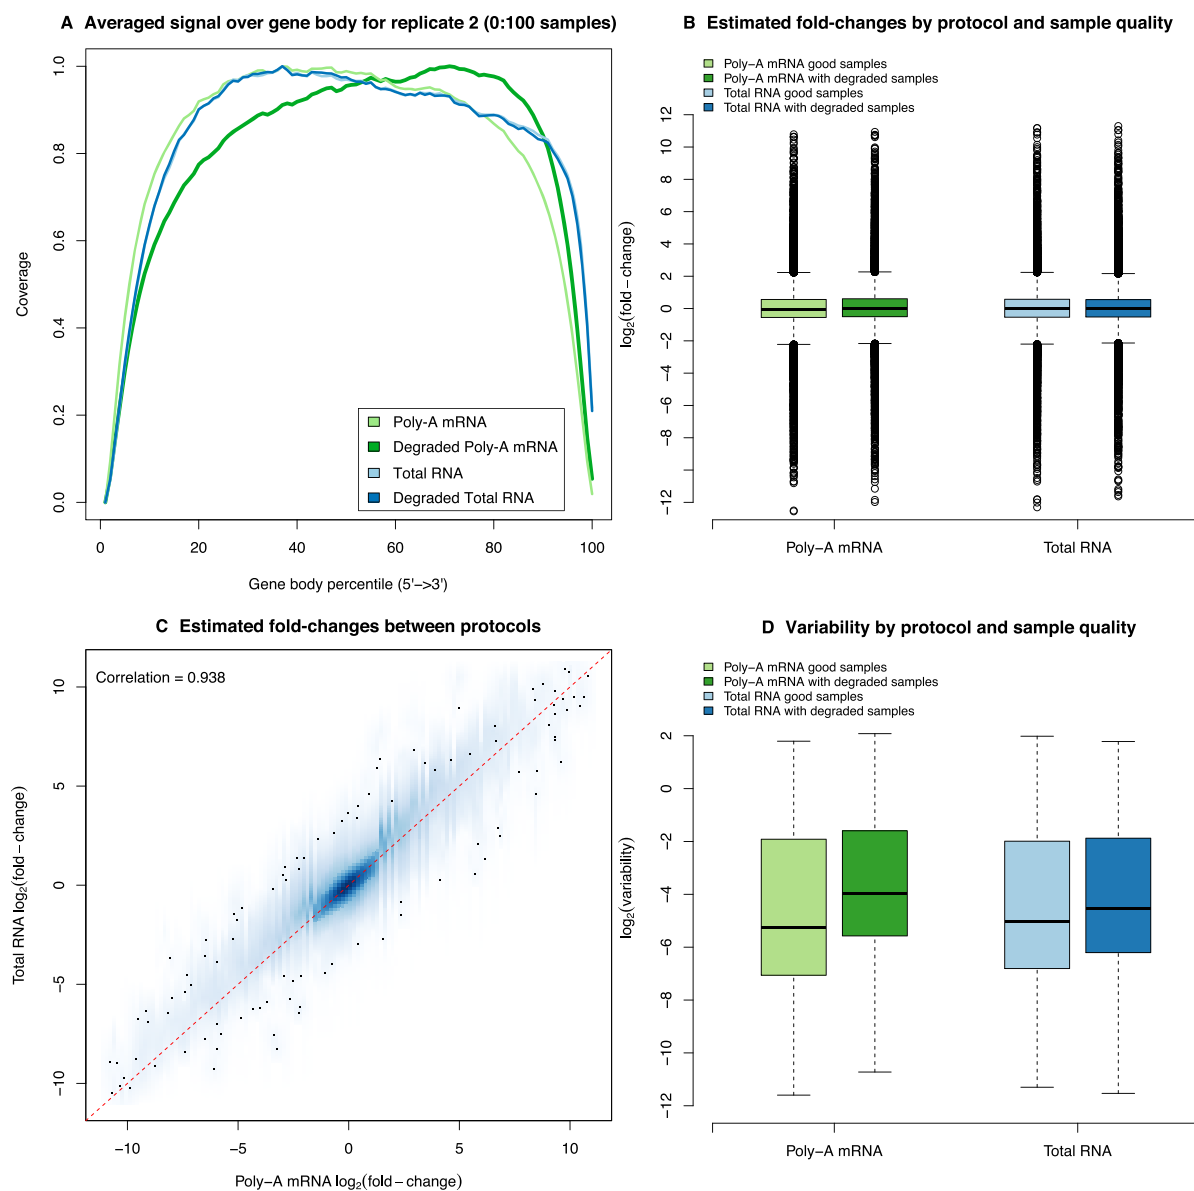 A Averaged signal over gene body for replicate 2 (0:100 samples)
Coverage
0.0
0.2
0.4
0.6
0.8
1.0
Poly-A mRNA
Degraded Poly-A mRNA
Total RNA
Degraded Total RNA
0 20 40 60 80 100
Gene body percentile (5'−>3')
B Estimated fold−changes by protocol and sample quality
Poly−A mRNA good samples
Poly−A mRNA with degraded samples
Total RNA good samples
Total RNA with degraded samples
log2(fold−change)
12
10
8
6
4
2
0
−2
−4
−6
−8
−12
Poly−A mRNA Total RNA
C Estimated fold−changes between protocols
Correlation = 0.938
Total RNA log2(fold−change)
10
5
0
−5
−10
−10 −5 0 5 10
Poly−A mRNA log2(fold−change)
D Variability by protocol and sample quality
Poly−A mRNA good samples
Poly−A mRNA with degraded samples
Total RNA good samples
Total RNA with degraded samples
log2(variability)
2
0
−2
−4
−6
−8
−10
−12
Poly−A mRNA Total RNA